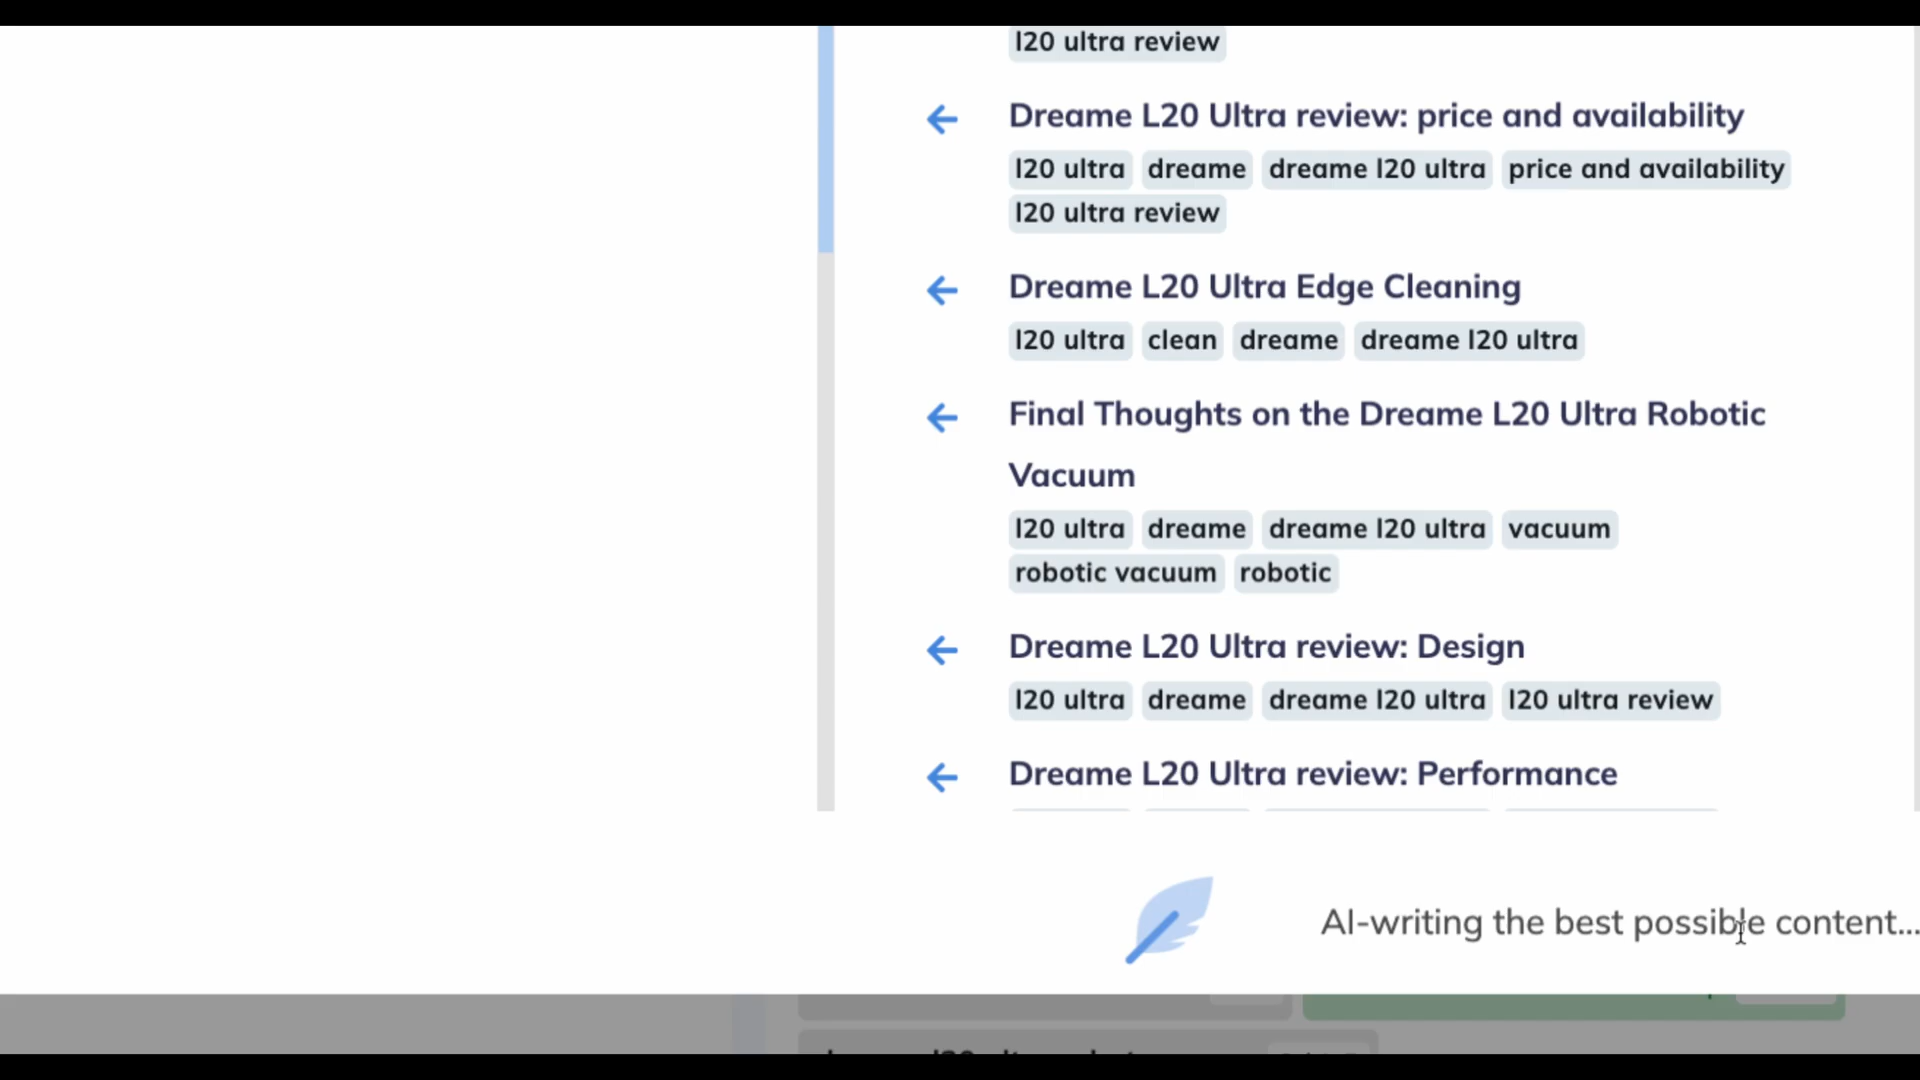 l20 ultra review
Dreame L20 Ultra review: price and availability
l20 ultra dreame dreame l20 ultra price and availability
l20 ultra review
Dreame L20 Ultra Edge Cleaning
l20 ultra clean dreame dreame l20 ultra
Final Thoughts on the Dreame L20 Ultra Robotic
Vacuum
l20 ultra dreame dreame l20 ultra vacuum
robotic vacuum robotic
Dreame L20 Ultra review: Design
l20 ultra dreame dreame l20 ultra l20 ultra review
Dreame L20 Ultra review: Performance
AI-writing the best possible content...